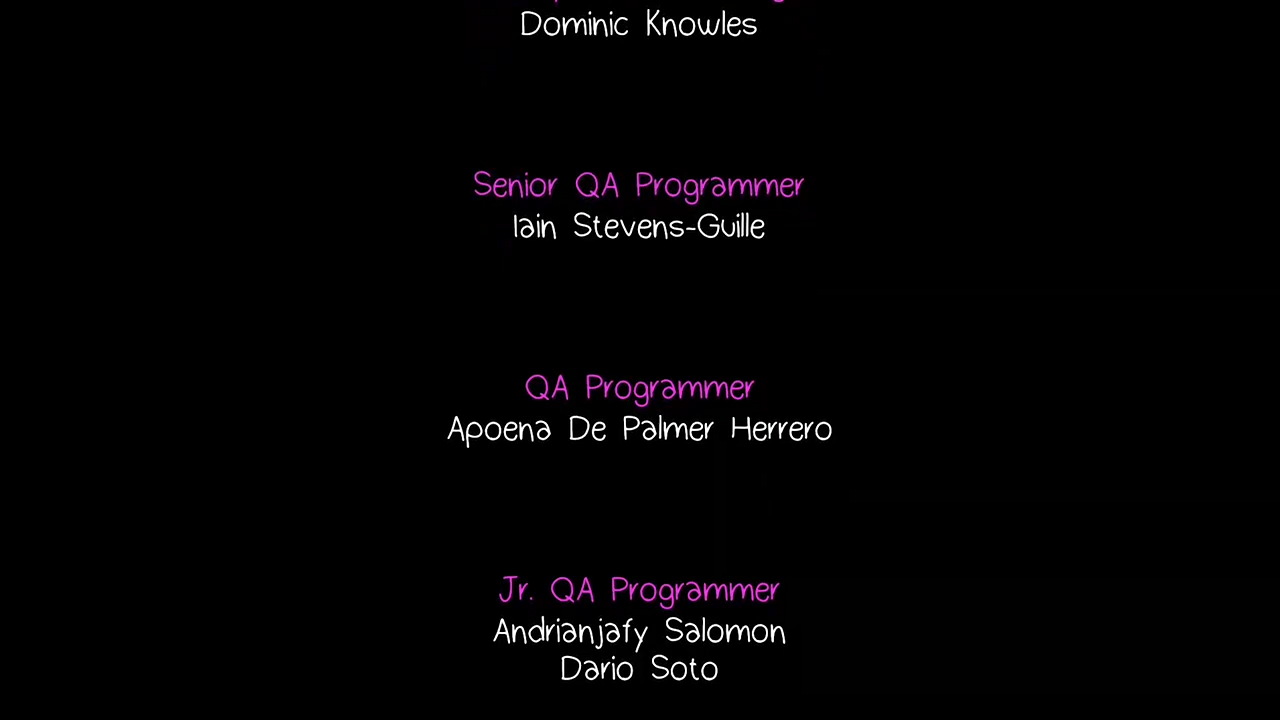 Dominic Knowles
Senior QA Programmer
Iain Stevens-Guille
QA Programmer
Apoena De Palmer Herrero
Jr. QA Programmer
Andrianjafy Salomon
Dario Soto